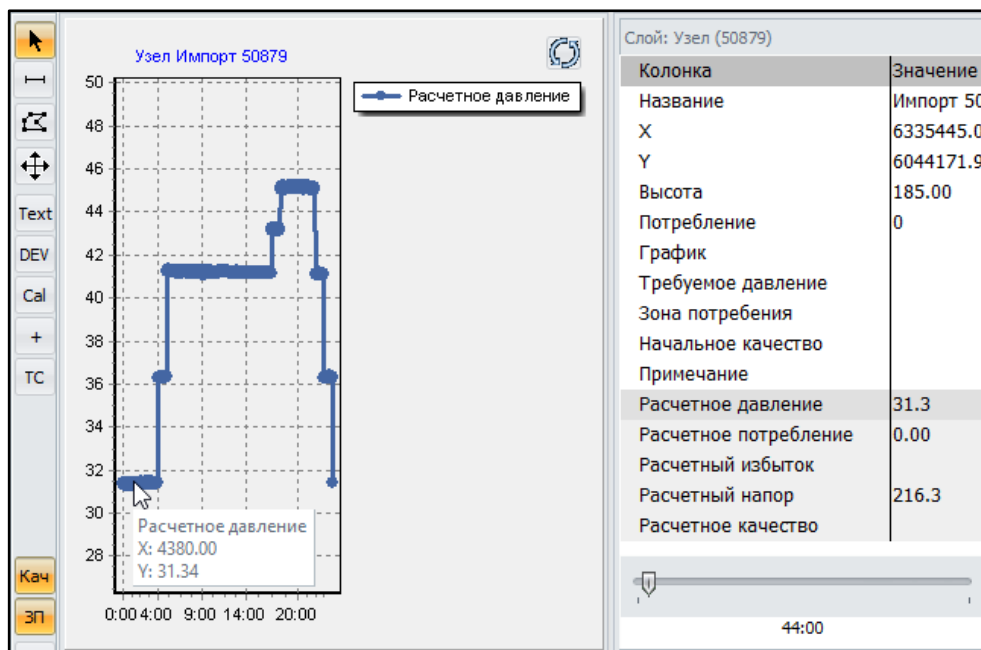 Узел Импорт 50879
Расчетное давление
50
48
46
44
42
40
38
36
34
32
30
28
0:00 4:00 9:00 14:00 20:00
Расчетное давление
X: 4380.00
Y: 31.34
Text
DEV
Cal
+
TC
Кач
ЗП
Слой: Узел (50879)
Колонка Значение
Название Импорт 50
X 6335445.0
Y 6044171.9
Высота 185.00
Потребление 0
График
Требуемое давление
Зона потребения
Начальное качество
Примечание
Расчетное давление 31.3
Расчетное потребление 0.00
Расчетный избыток
Расчетный напор 216.3
Расчетное качество
44:00